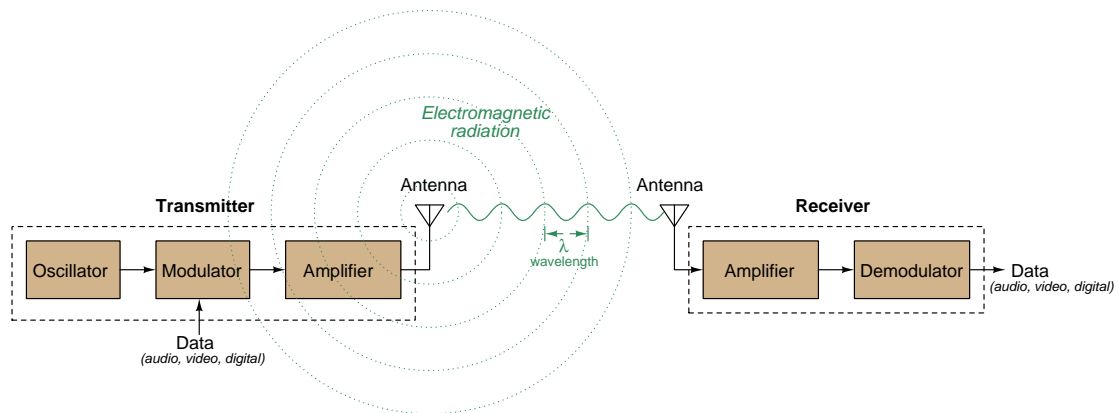 Electromagnetic
radiation
Antenna
Antenna
Transmitter
Receiver
λ
wavelength
Oscillator
Modulator
Amplifier
Amplifier
Demodulator
Data
(audio, video, digital)
Data
(audio, video, digital)